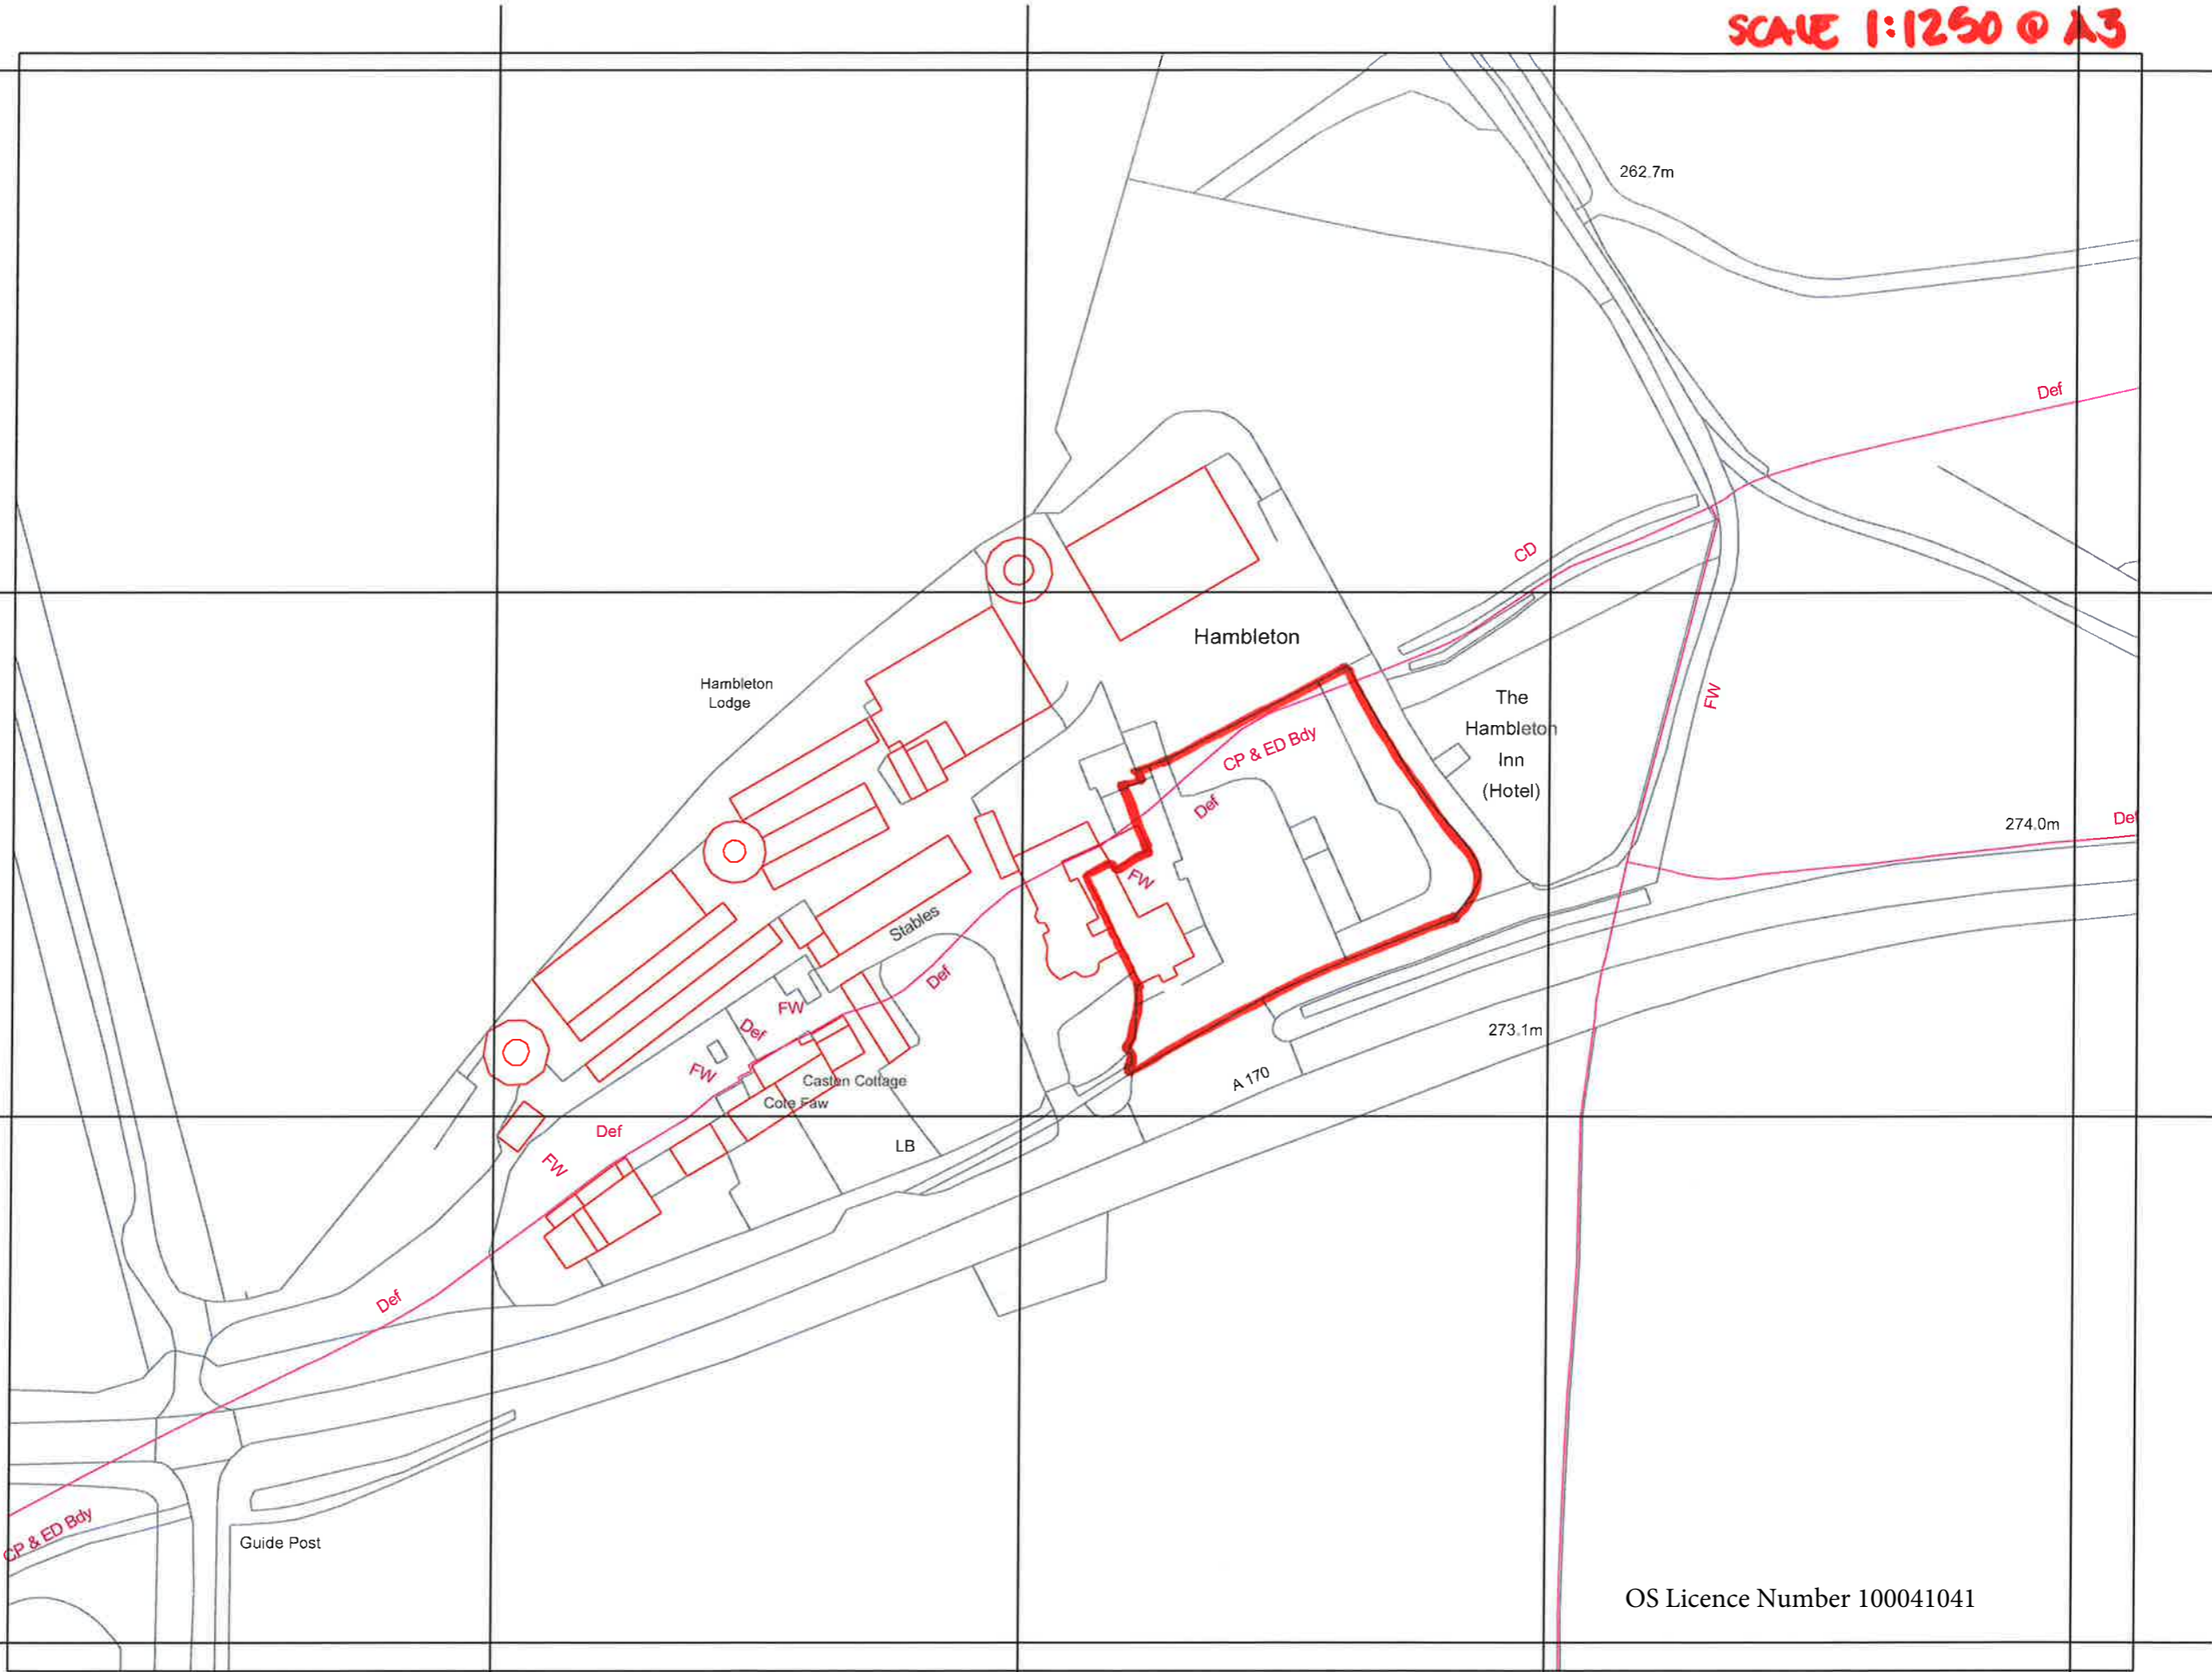 SCALE 1:1250 @ A3
262.7m
Def
CD
Hambleton
Hambleton
Lodge
The
Hambleton
Inn
(Hotel)
FW
CP & ED Bdy
Def
274.0m
Def
FW
Stables
Def
FW
Def
FW
273.1m
A 170
Casten Cottage
Cote Faw
Def
LB
FW
Def
CP & ED Bdy
Guide Post
OS Licence Number 100041041